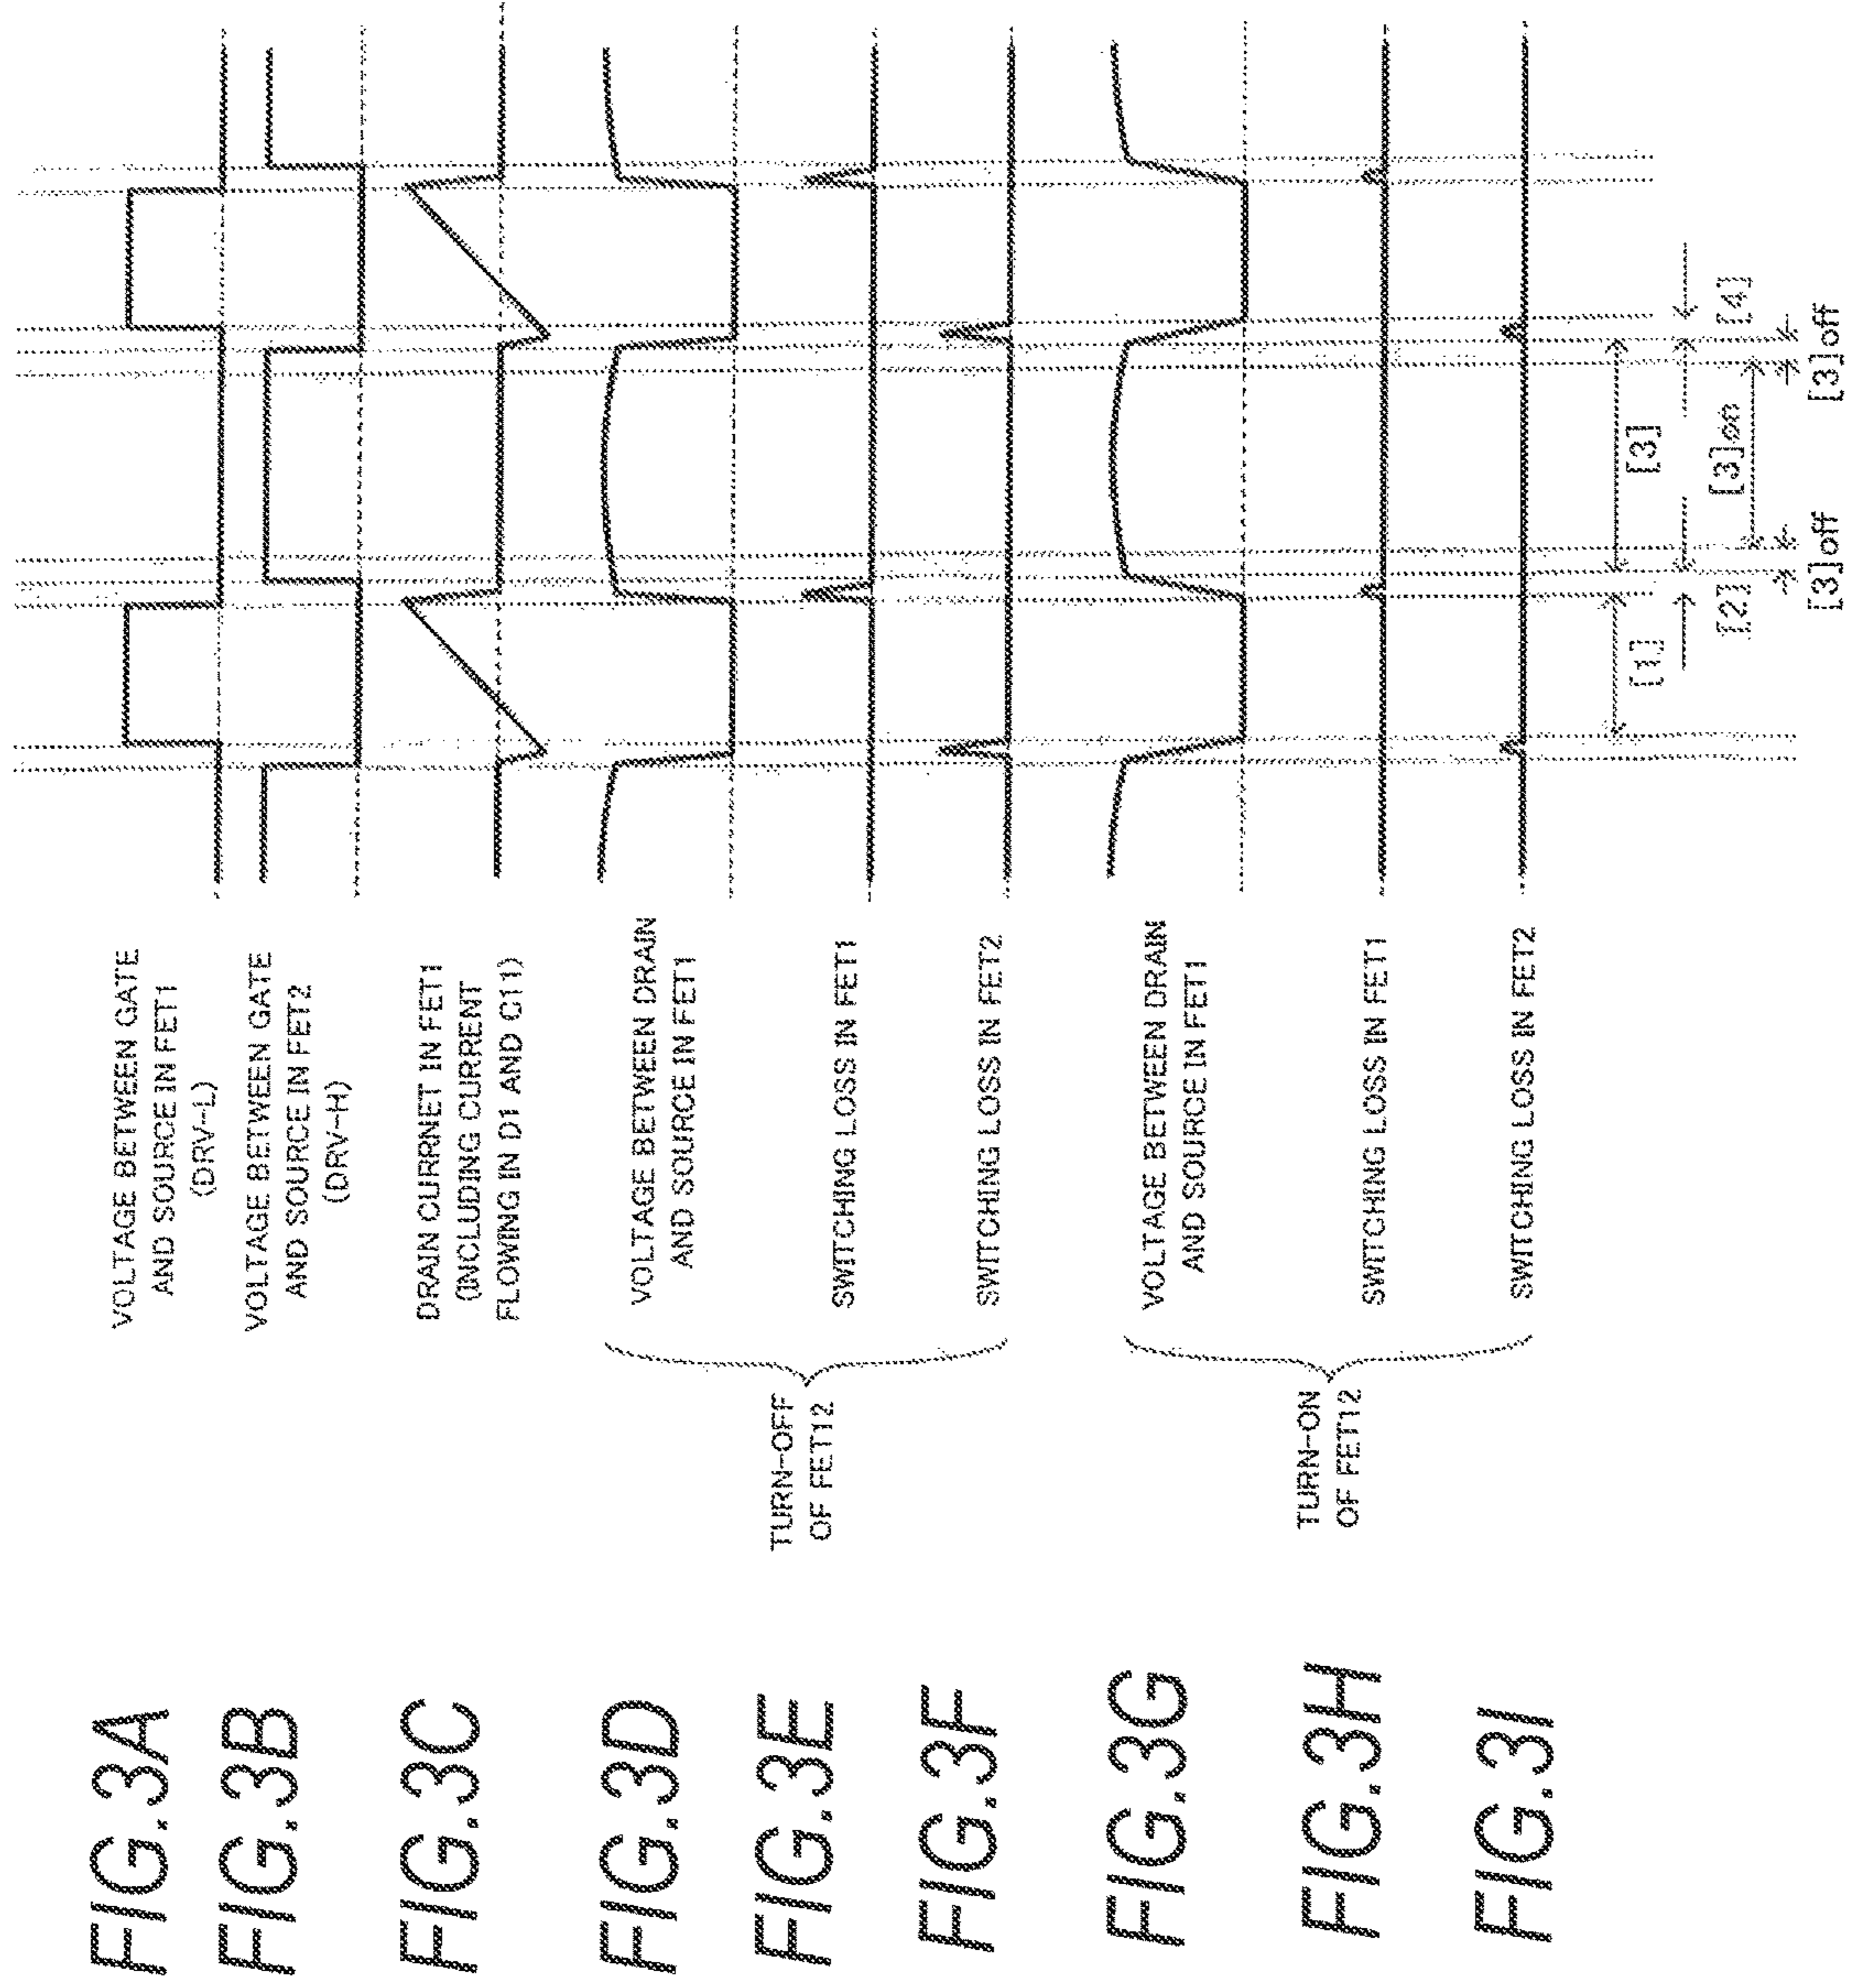 FIG.3A
VOLTAGE BETWEEN GATE
AND SOURCE IN FET1
(DRV-L)
FIG.3B
VOLTAGE BETWEEN GATE
AND SOURCE IN FET2
(DRV-H)
FIG.3C
DRAIN CURRNET IN FET1
(INCLUDING CURRENT
FLOWING IN D1 AND C11)
FIG.3D
VOLTAGE BETWEEN DRAIN
AND SOURCE IN FET1
FIG.3E
TURN-OFF
OF FET12
SWITCHING LOSS IN FET1
FIG.3F
SWITCHING LOSS IN FET2
FIG.3G
VOLTAGE BETWEEN DRAIN
AND SOURCE IN FET1
FIG.3H
TURN-ON
OF FET12
SWITCHING LOSS IN FET1
FIG.3I
SWITCHING LOSS IN FET2
[1]
[3]
[2]
[3]on
[4]
[3]off
[3]off